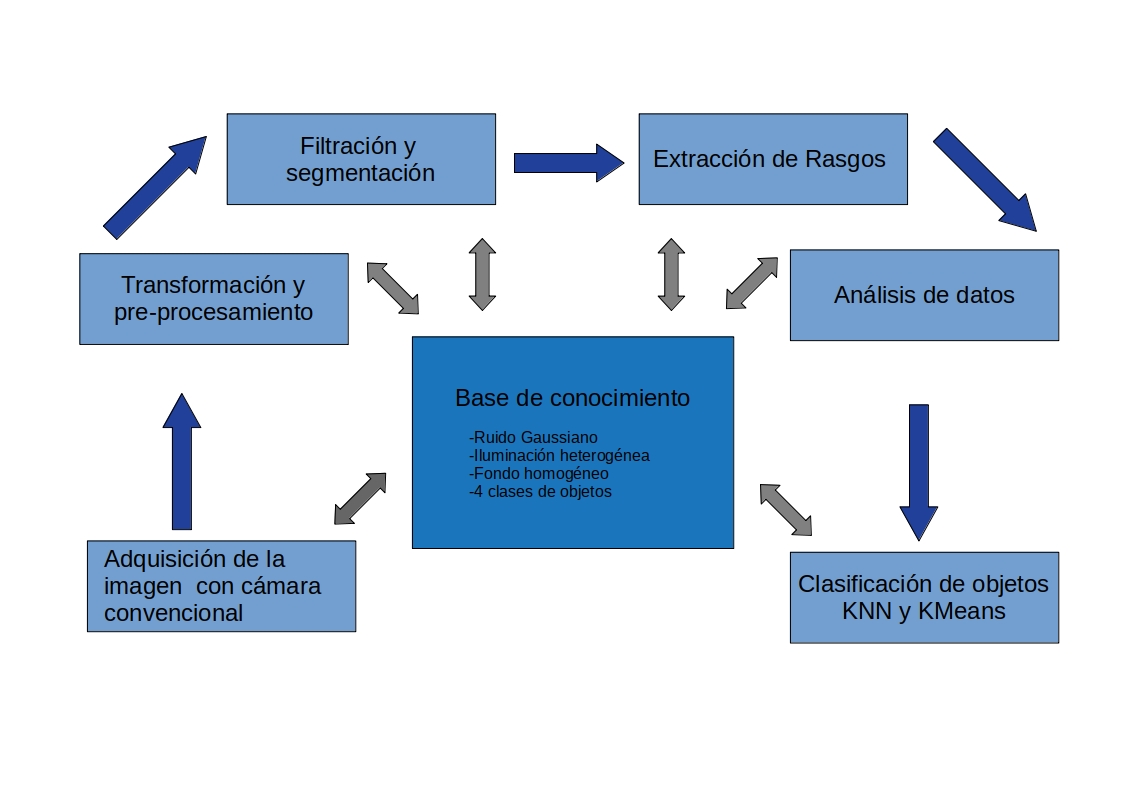 Filtración y
segmentación
Extracción de Rasgos
Transformación y
pre-procesamiento
Análisis de datos
Base de conocimiento
-Ruido Gaussiano
-Iluminación heterogénea
-Fondo homogéneo
-4 clases de objetos
Adquisición de la
imagen  con cámara
convencional
Clasificación de objetos
KNN y KMeans